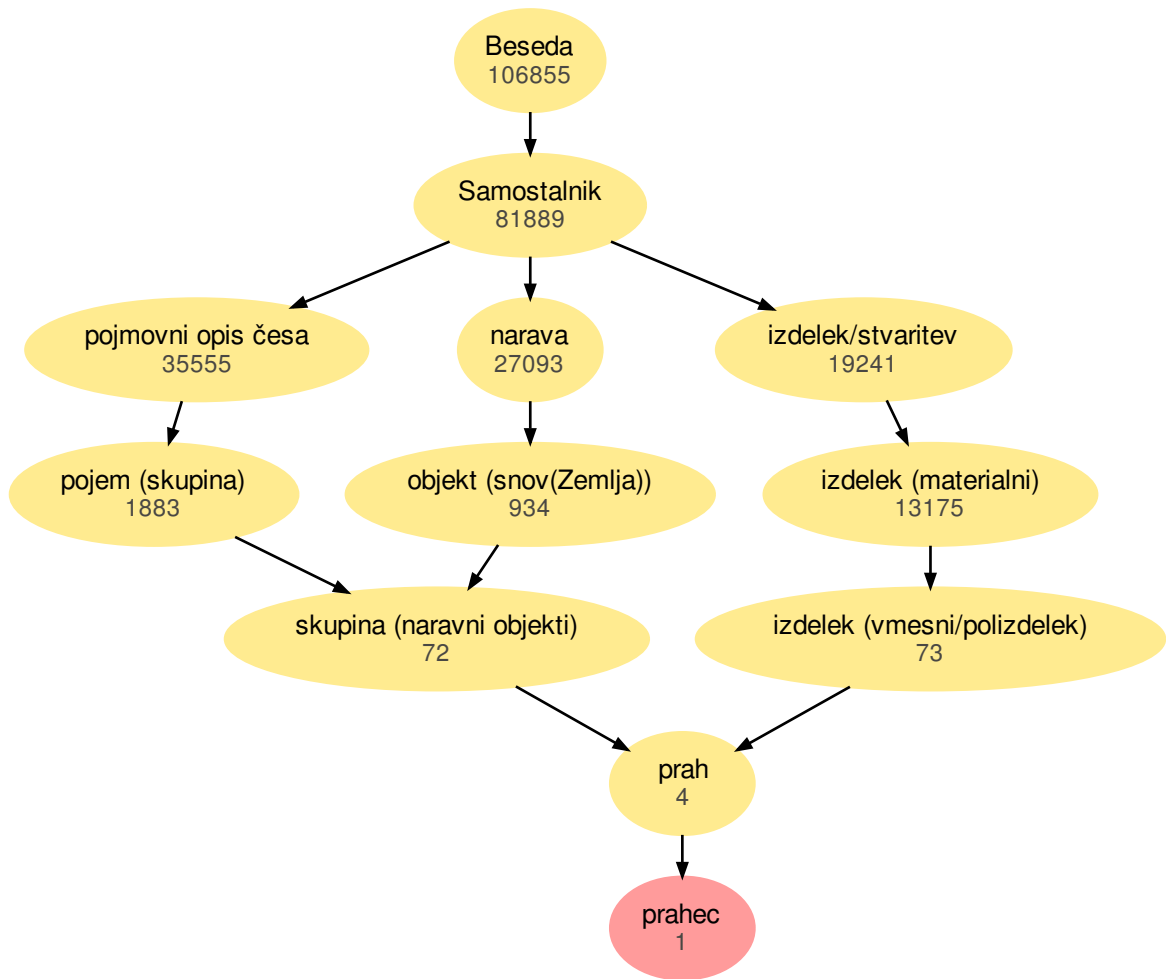 Beseda
106855
Samostalnik
81889
pojmovni opis česa
35555
narava
27093
izdelek/stvaritev
19241
pojem (skupina)
1883
objekt (snov(Zemlja))
934
izdelek (materialni)
13175
skupina (naravni objekti)
72
izdelek (vmesni/polizdelek)
73
prah
4
prahec
1